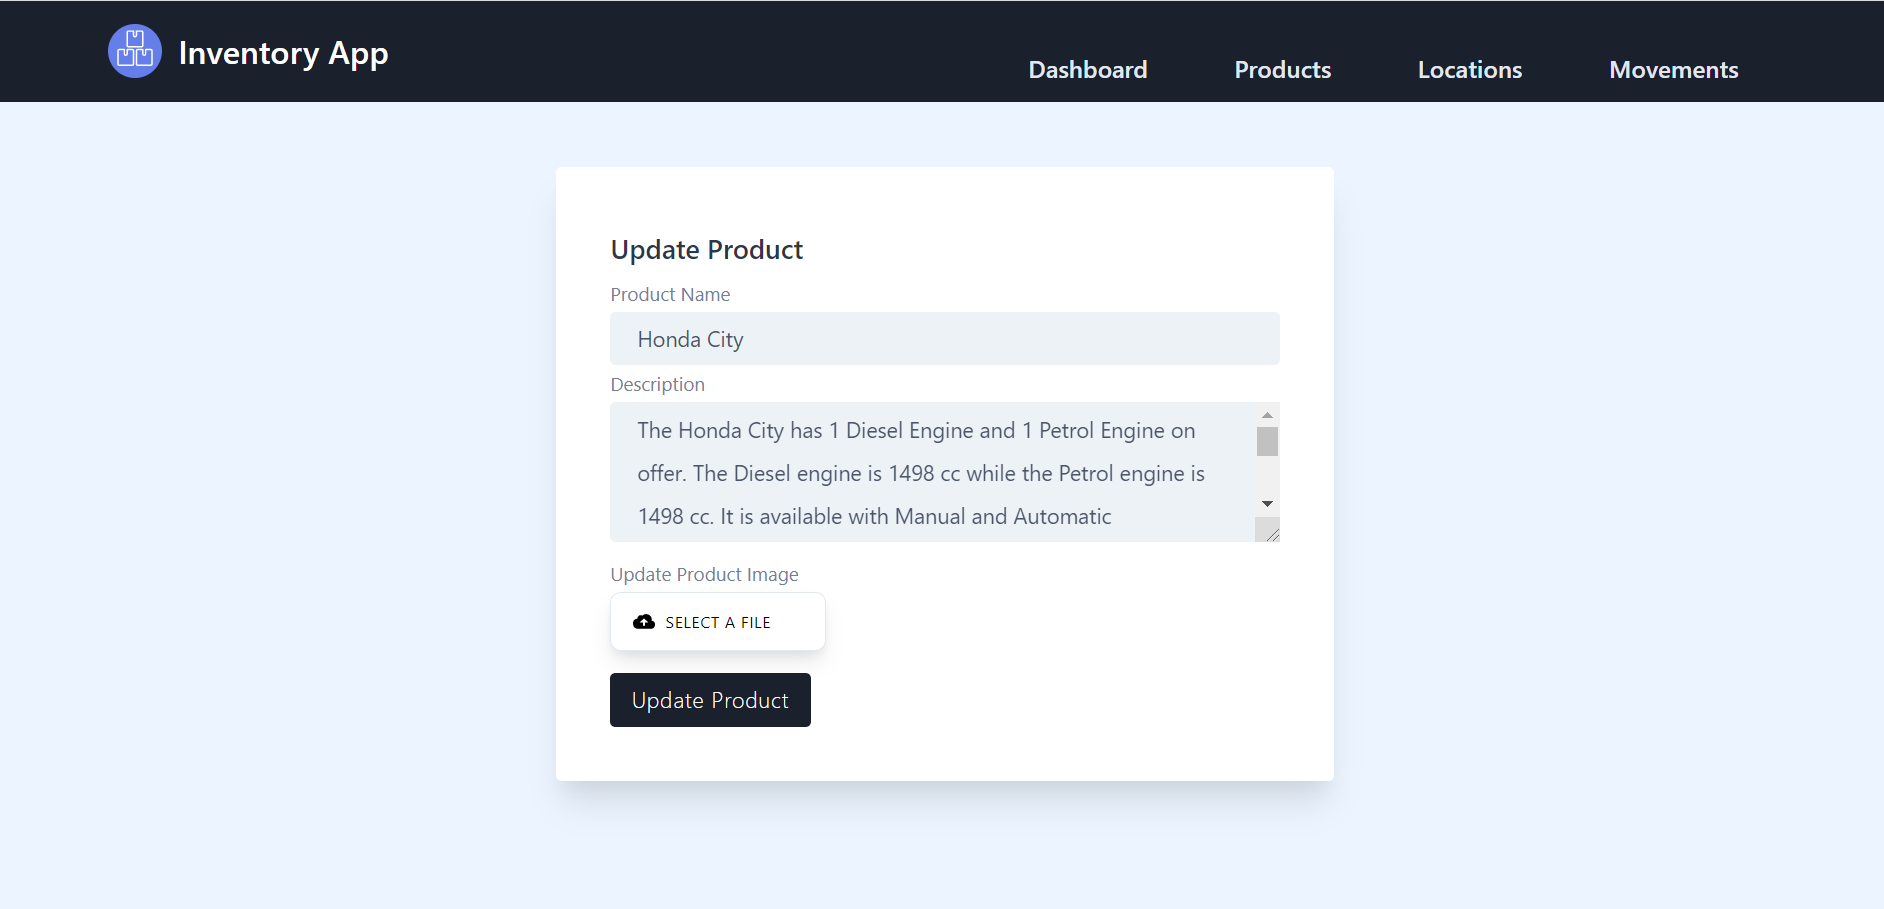 Inventory App
Dashboard Products Locations Movements
Update Product
Product Name
Honda City
Description
The Honda City has 1 Diesel Engine and 1 Petrol Engine on
offer. The Diesel engine is 1498 cc while the Petrol engine is
1498 cc. It is available with Manual and Automatic
Update Product Image
SELECT A FILE
Update Product